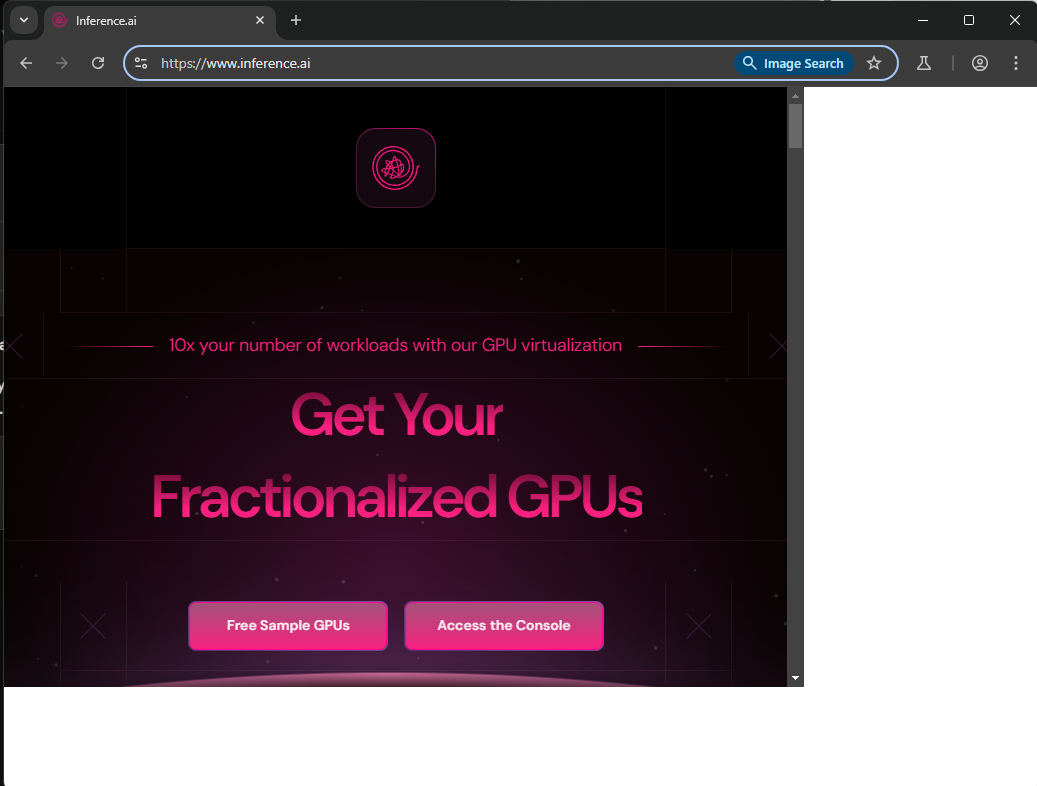 Inference.ai
https://www.inference.ai
Image Search
10x your number of workloads with our GPU virtualization
Get Your
Fractionalized GPUs
Free Sample GPUs
Access the Console